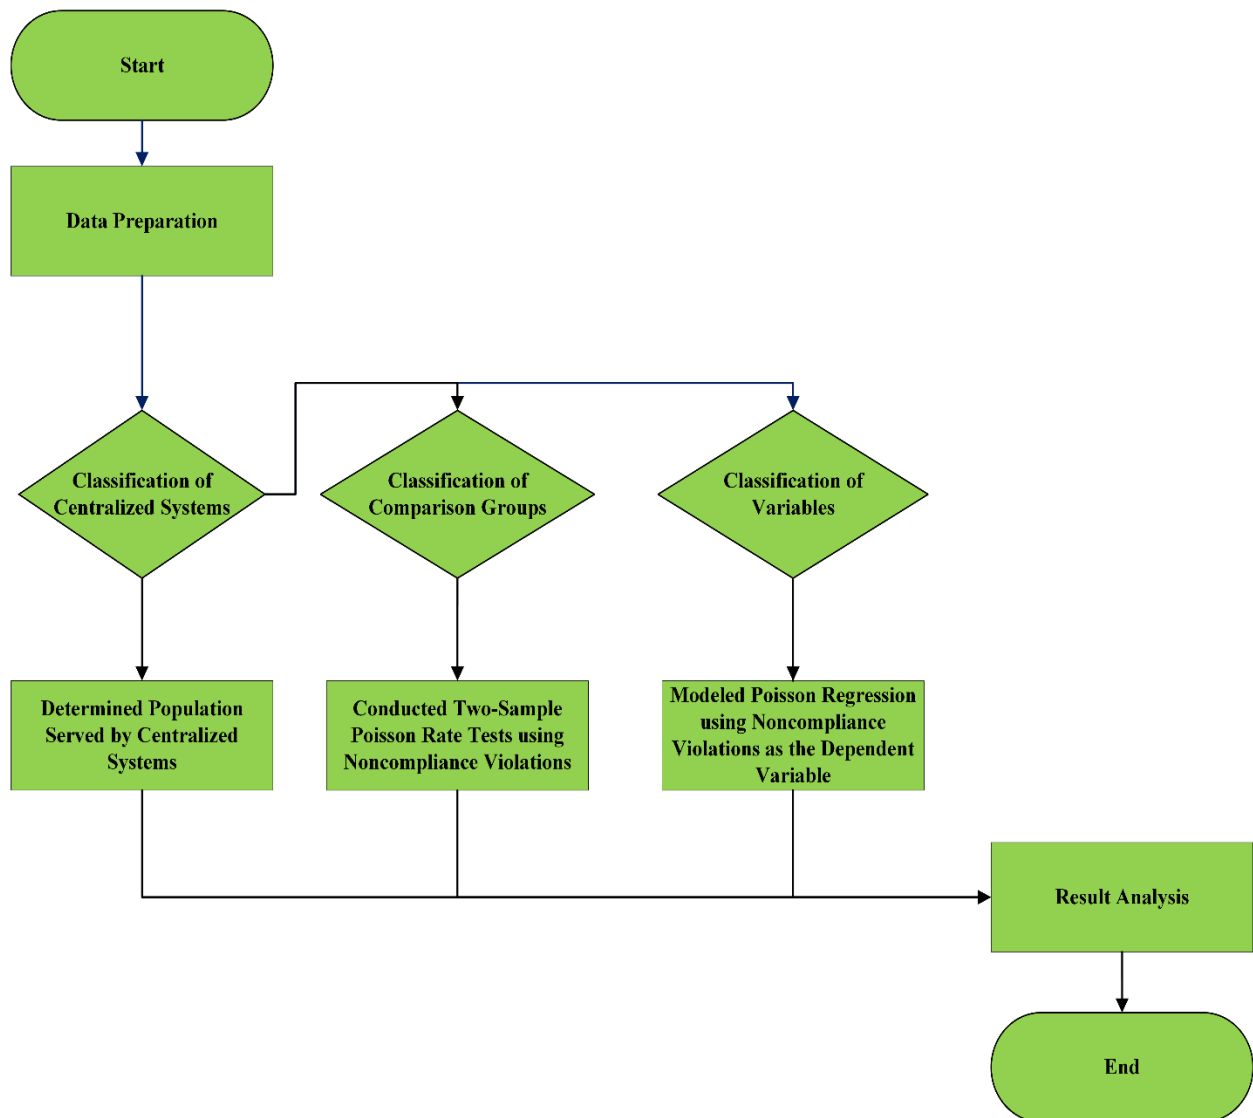 Start
Data Preparation
Classification of
Centralized Systems
Classification of
Comparison Groups
Classification of
Variables
Determined Population
Served by Centralized
Systems
Conducted Two-Sample
Poisson Rate Tests using
Noncompliance Violations
Modeled Poisson Regression
using Noncompliance
Violations as the Dependent
Variable
Result Analysis
End